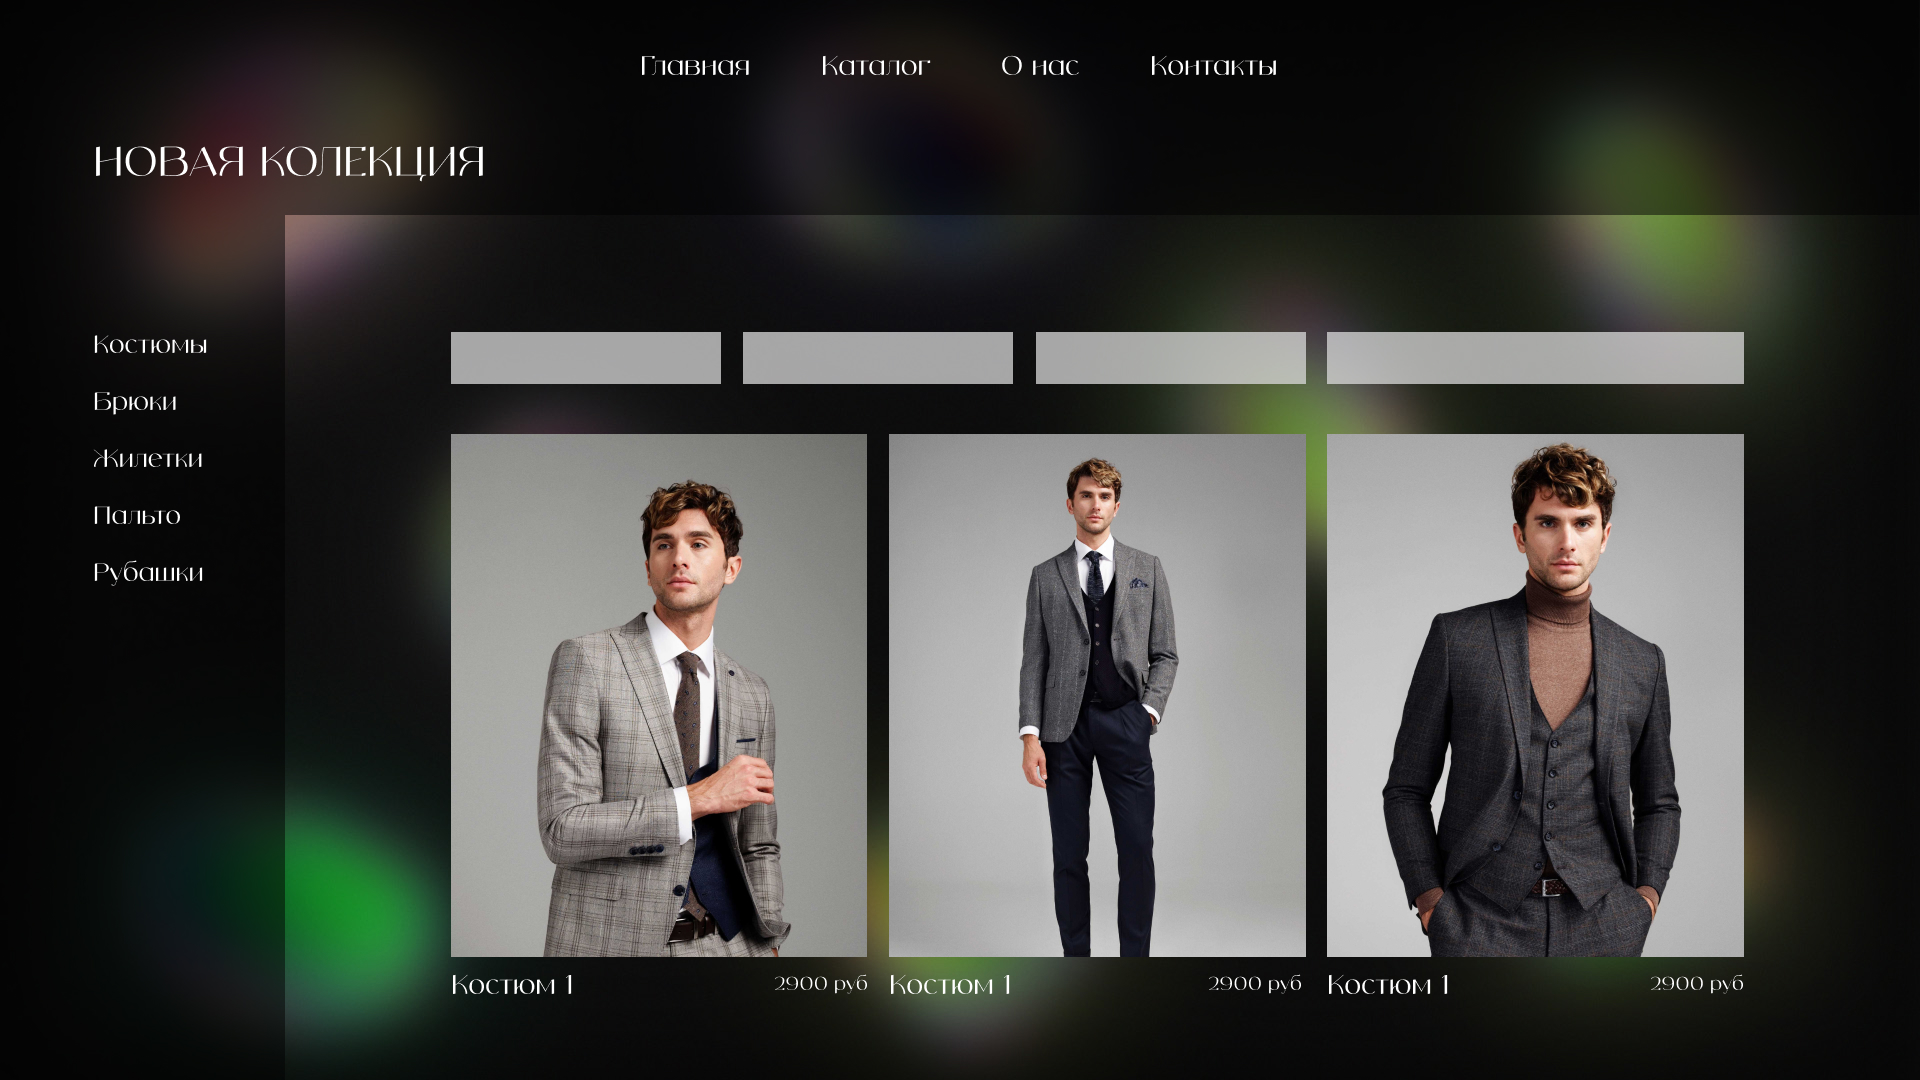 Главная Каталог О нас Контакты
НОВАЯ КОЛЕКЦИЯ
Костюмы
Брюки
Жилетки
Пальто
Рубашки
Костюм 1 2900 руб Костюм 1 2900 руб Костюм 1 2900 руб